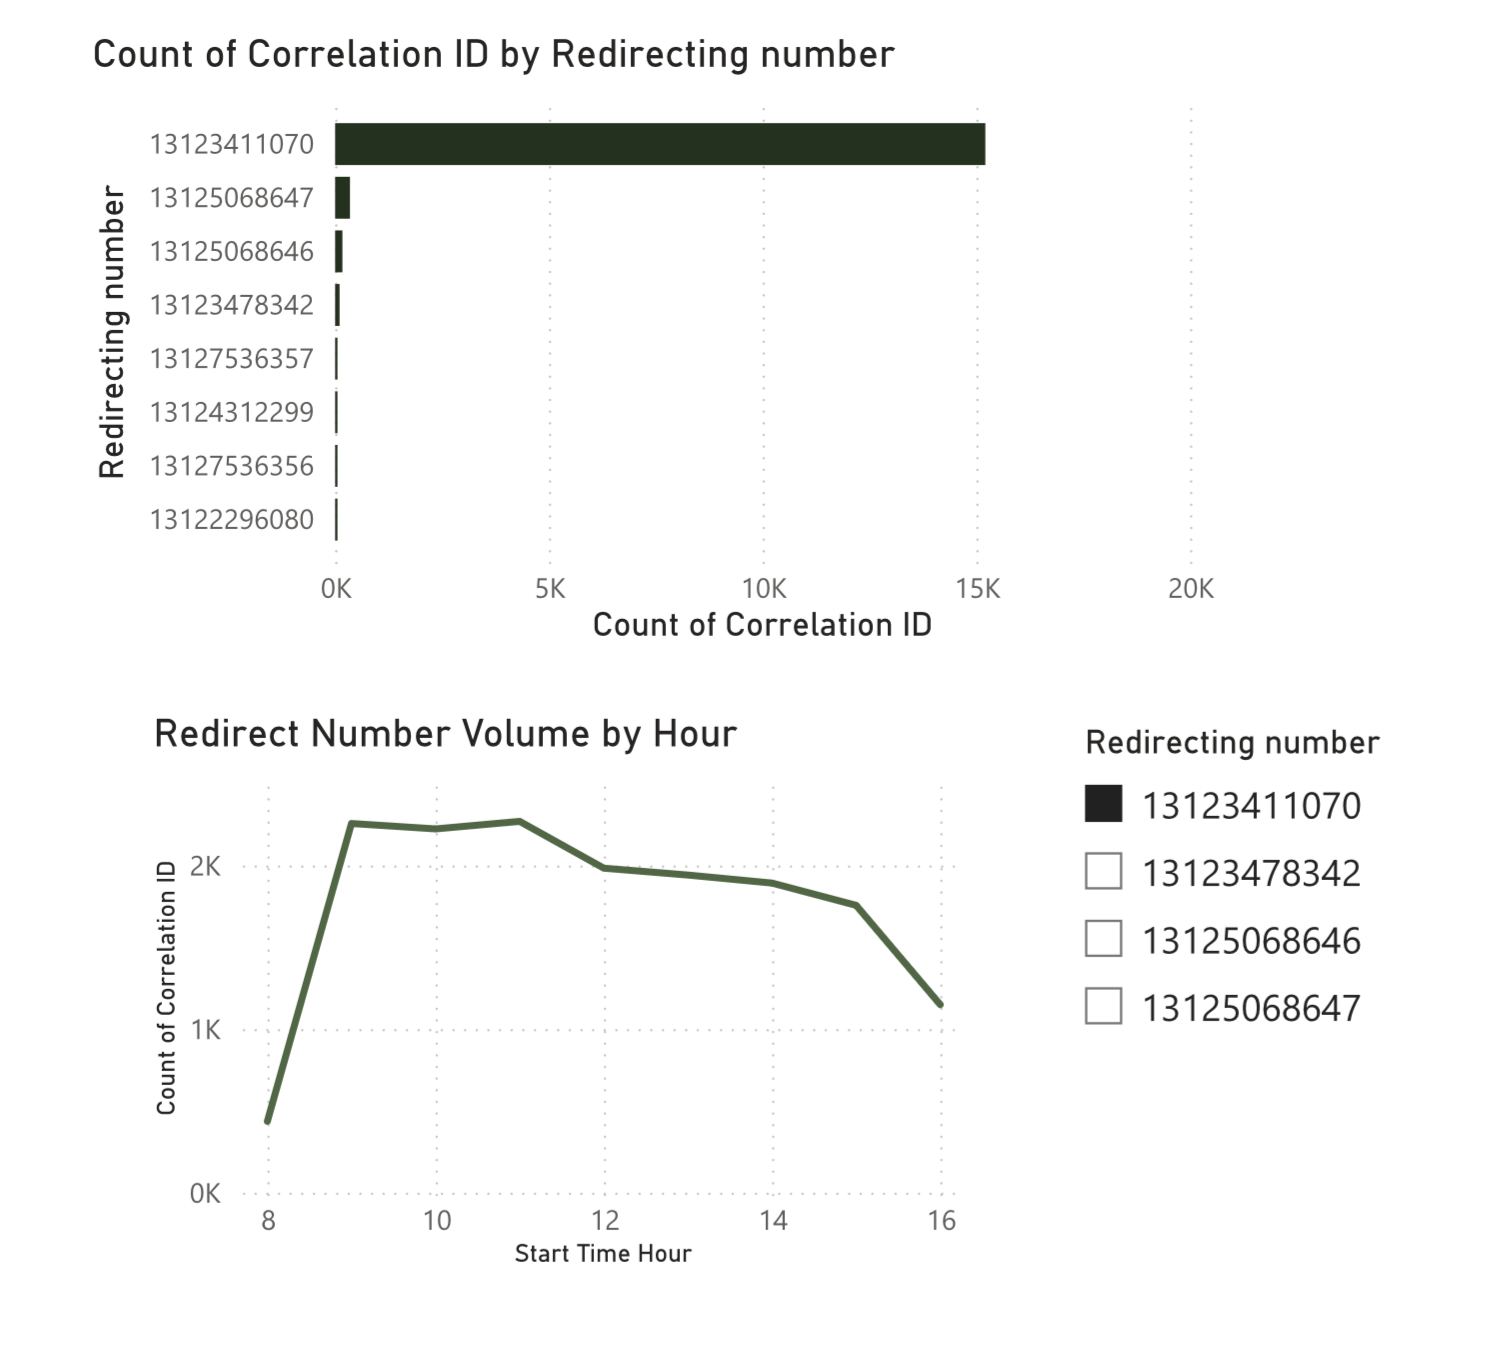 Count of Correlation ID by Redirecting number
Redirecting number
13123411070
13125068647
13125068646
13123478342
13127536357
13124312299
13127536356
13122296080
0K 5K 10K 15K 20K
Count of Correlation ID
Redirect Number Volume by Hour
Count of Correlation ID
2K
1K
0K
8 10 12 14 16
Start Time Hour
Redirecting number
13123411070
13123478342
13125068646
13125068647